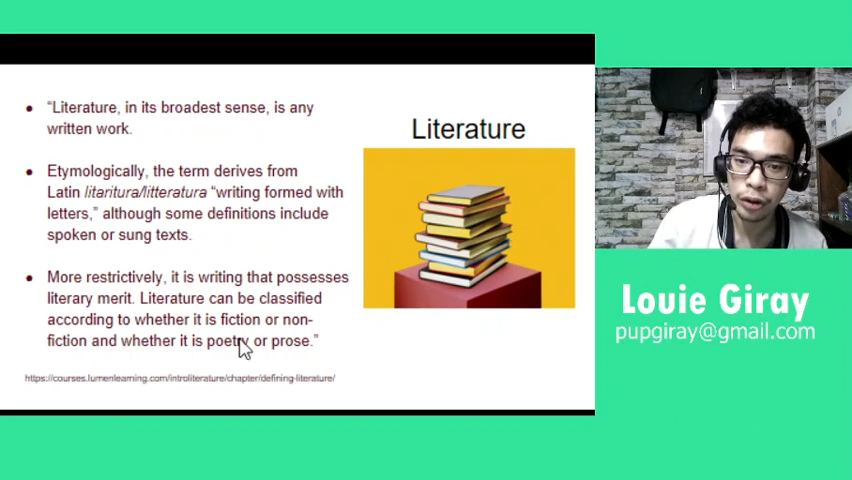 Literature
● “Literature, in its broadest sense, is any
written work.
● Etymologically, the term derives from
Latin litaritura/litteratura “writing formed with
letters,” although some definitions include
spoken or sung texts.
● More restrictively, it is writing that possesses
literary merit. Literature can be classified
according to whether it is fiction or non-
fiction and whether it is poetry or prose.”
https://courses.lumenlearning.com/introliterature/chapter/defining-literature/
Louie Giray
pupgiray@gmail.com